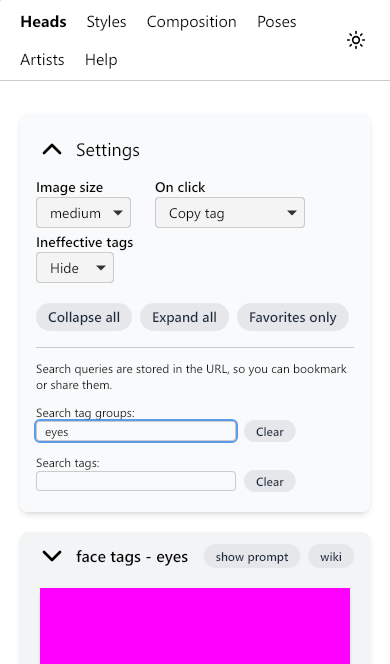 Heads Styles Composition Poses
Artists Help
Settings
Image size On click
medium Copy tag
Ineffective tags
Hide
Collapse all Expand all Favorites only
Search queries are stored in the URL, so you can bookmark
or share them.
Search tag groups:
eyes Clear
Search tags:
Clear
face tags - eyes show prompt wiki